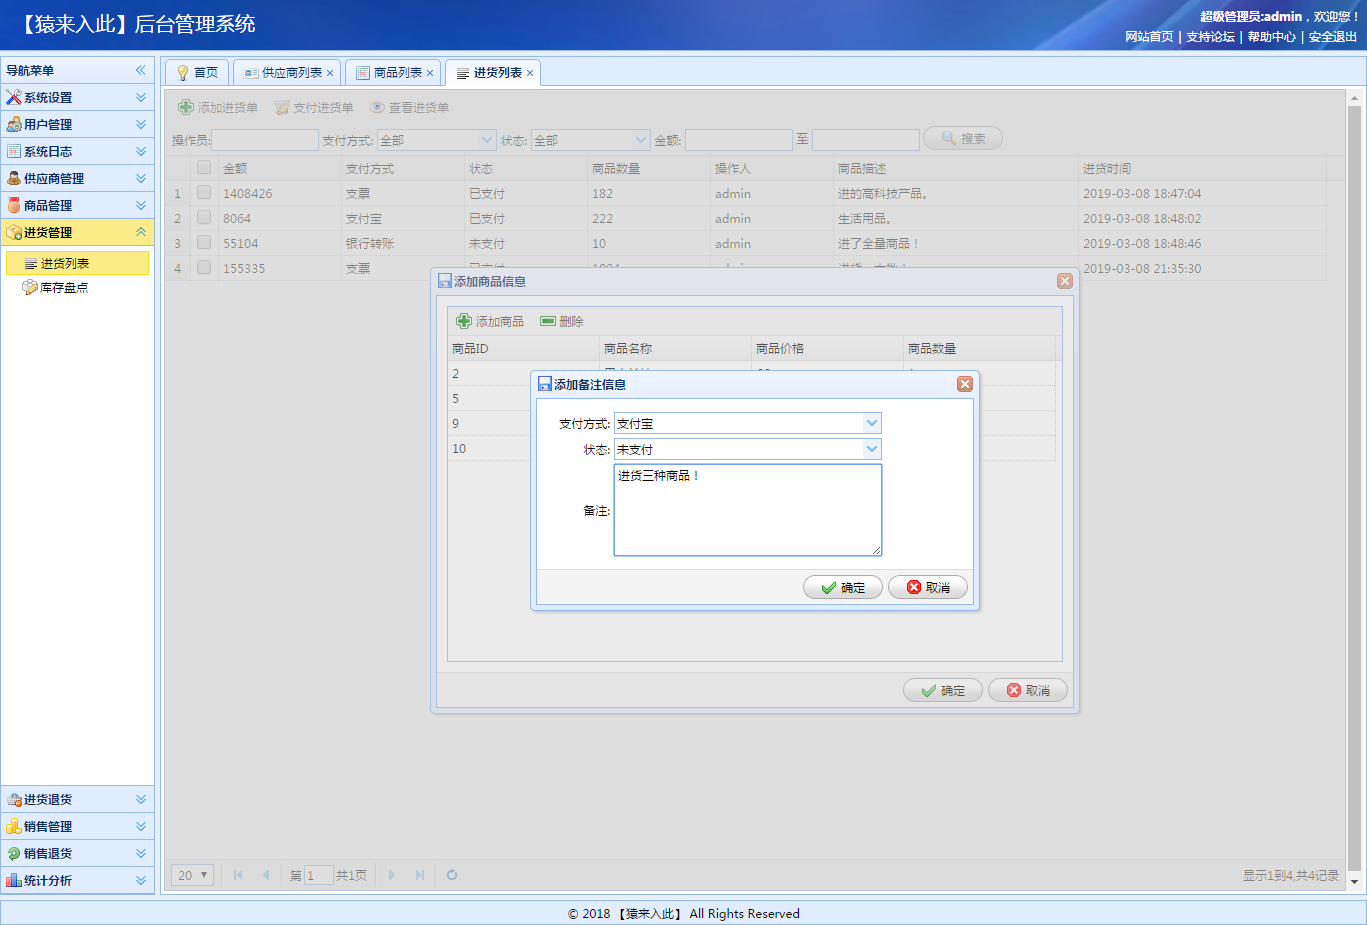 【猿来入此】后台管理系统
超级管理员:admin，欢迎您！
网站首页 | 支持论坛 | 帮助中心 | 安全退出
导航菜单
系统设置
用户管理
系统日志
供应商管理
商品管理
进货管理
进货列表
库存盘点
进货退货
销售管理
销售退货
统计分析
首页 供应商列表 商品列表 进货列表
添加进货单 支付进货单 查看进货单
操作员: 支付方式: 全部 状态: 全部 金额: 至 搜索
金额 支付方式 状态 商品数量 操作人 商品描述 进货时间
1 1408426 支票 已支付 182 admin 进的高科技产品。 2019-03-08 18:47:04
2 8064 支付宝 已支付 222 admin 生活用品。 2019-03-08 18:48:02
3 55104 银行转账 未支付 10 admin 进了全量商品！ 2019-03-08 18:48:46
4 155335 支票 2019-03-08 21:35:30
添加商品信息
添加商品 删除
商品ID 商品名称 商品价格 商品数量
2
5
9
10
添加备注信息
支付方式: 支付宝
状态: 未支付
备注: 进货三种商品！
确定 取消
确定 取消
20 第 1 共1页
显示1到4,共4记录
© 2018 【猿来入此】 All Rights Reserved